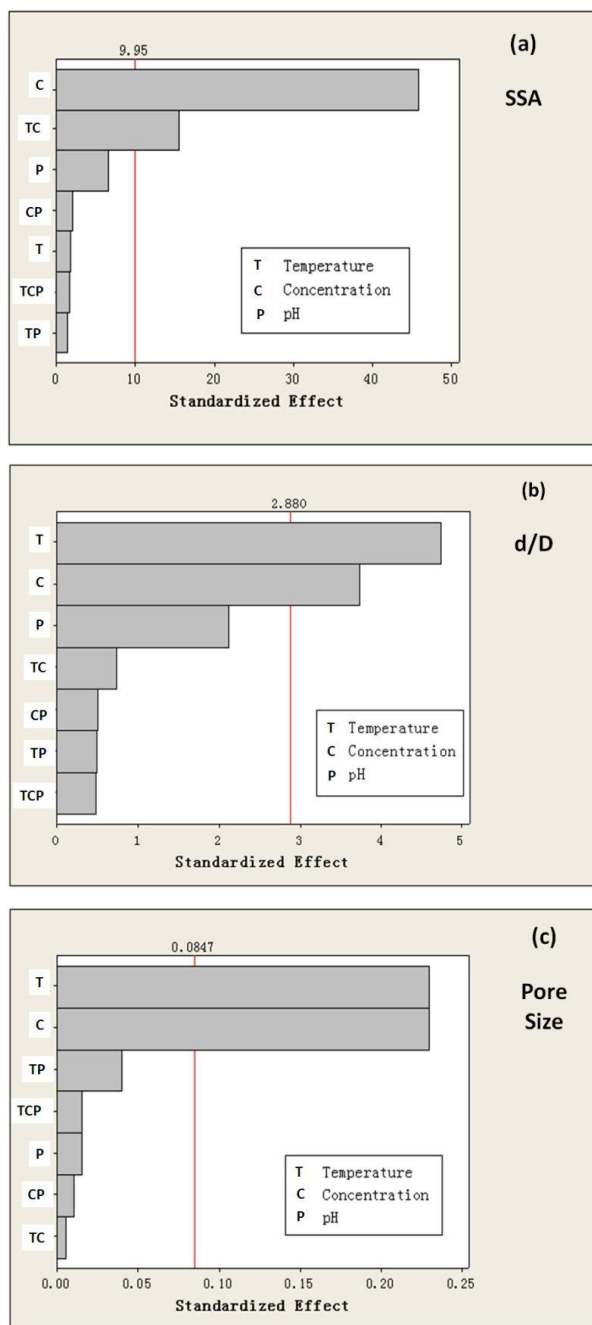 (a)
SSA
9.95
C
TC
P
CP
T
TCP
TP
T Temperature
C Concentration
P pH
0 10 20 30 40 50
Standardized Effect
(b)
d/D
2.880
T
C
P
TC
CP
TP
TCP
T Temperature
C Concentration
P pH
0 1 2 3 4 5
Standardized Effect
(c)
Pore
Size
0.0847
T
C
TP
TCP
P
CP
TC
T Temperature
C Concentration
P pH
0.00 0.05 0.10 0.15 0.20 0.25
Standardized Effect